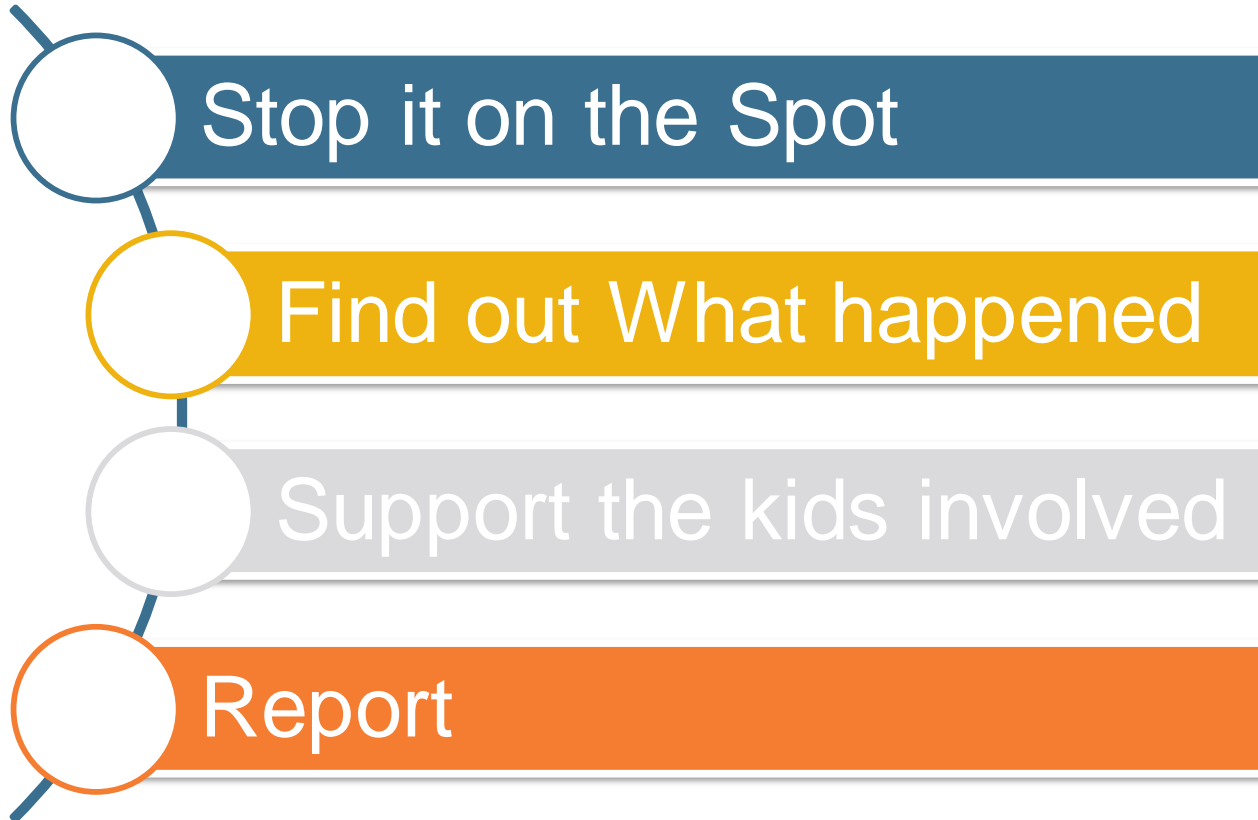 Stop it on the Spot
Find out What happened
Support the kids involved
Report